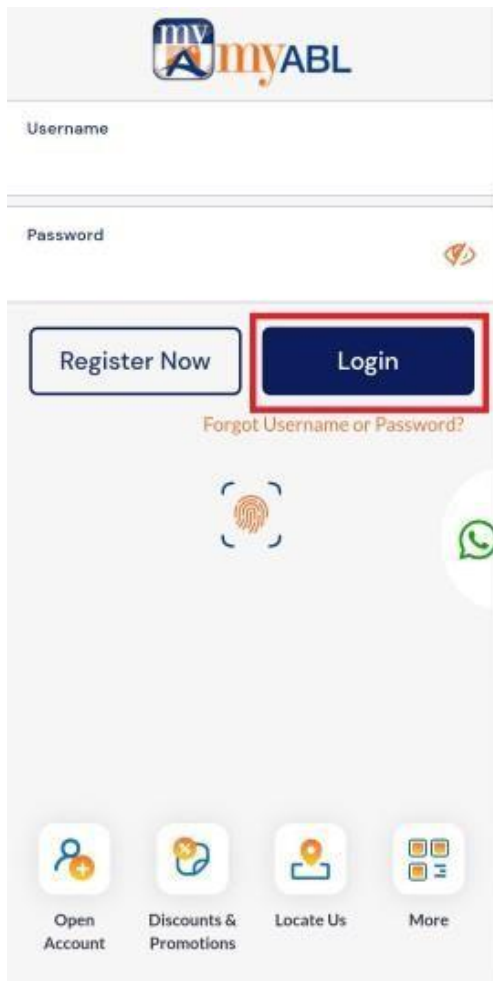 my
myABL
Username
Password
Register Now
Login
Forgot Username or Password?
Open
Account
Discounts &
Promotions
Locate Us
More